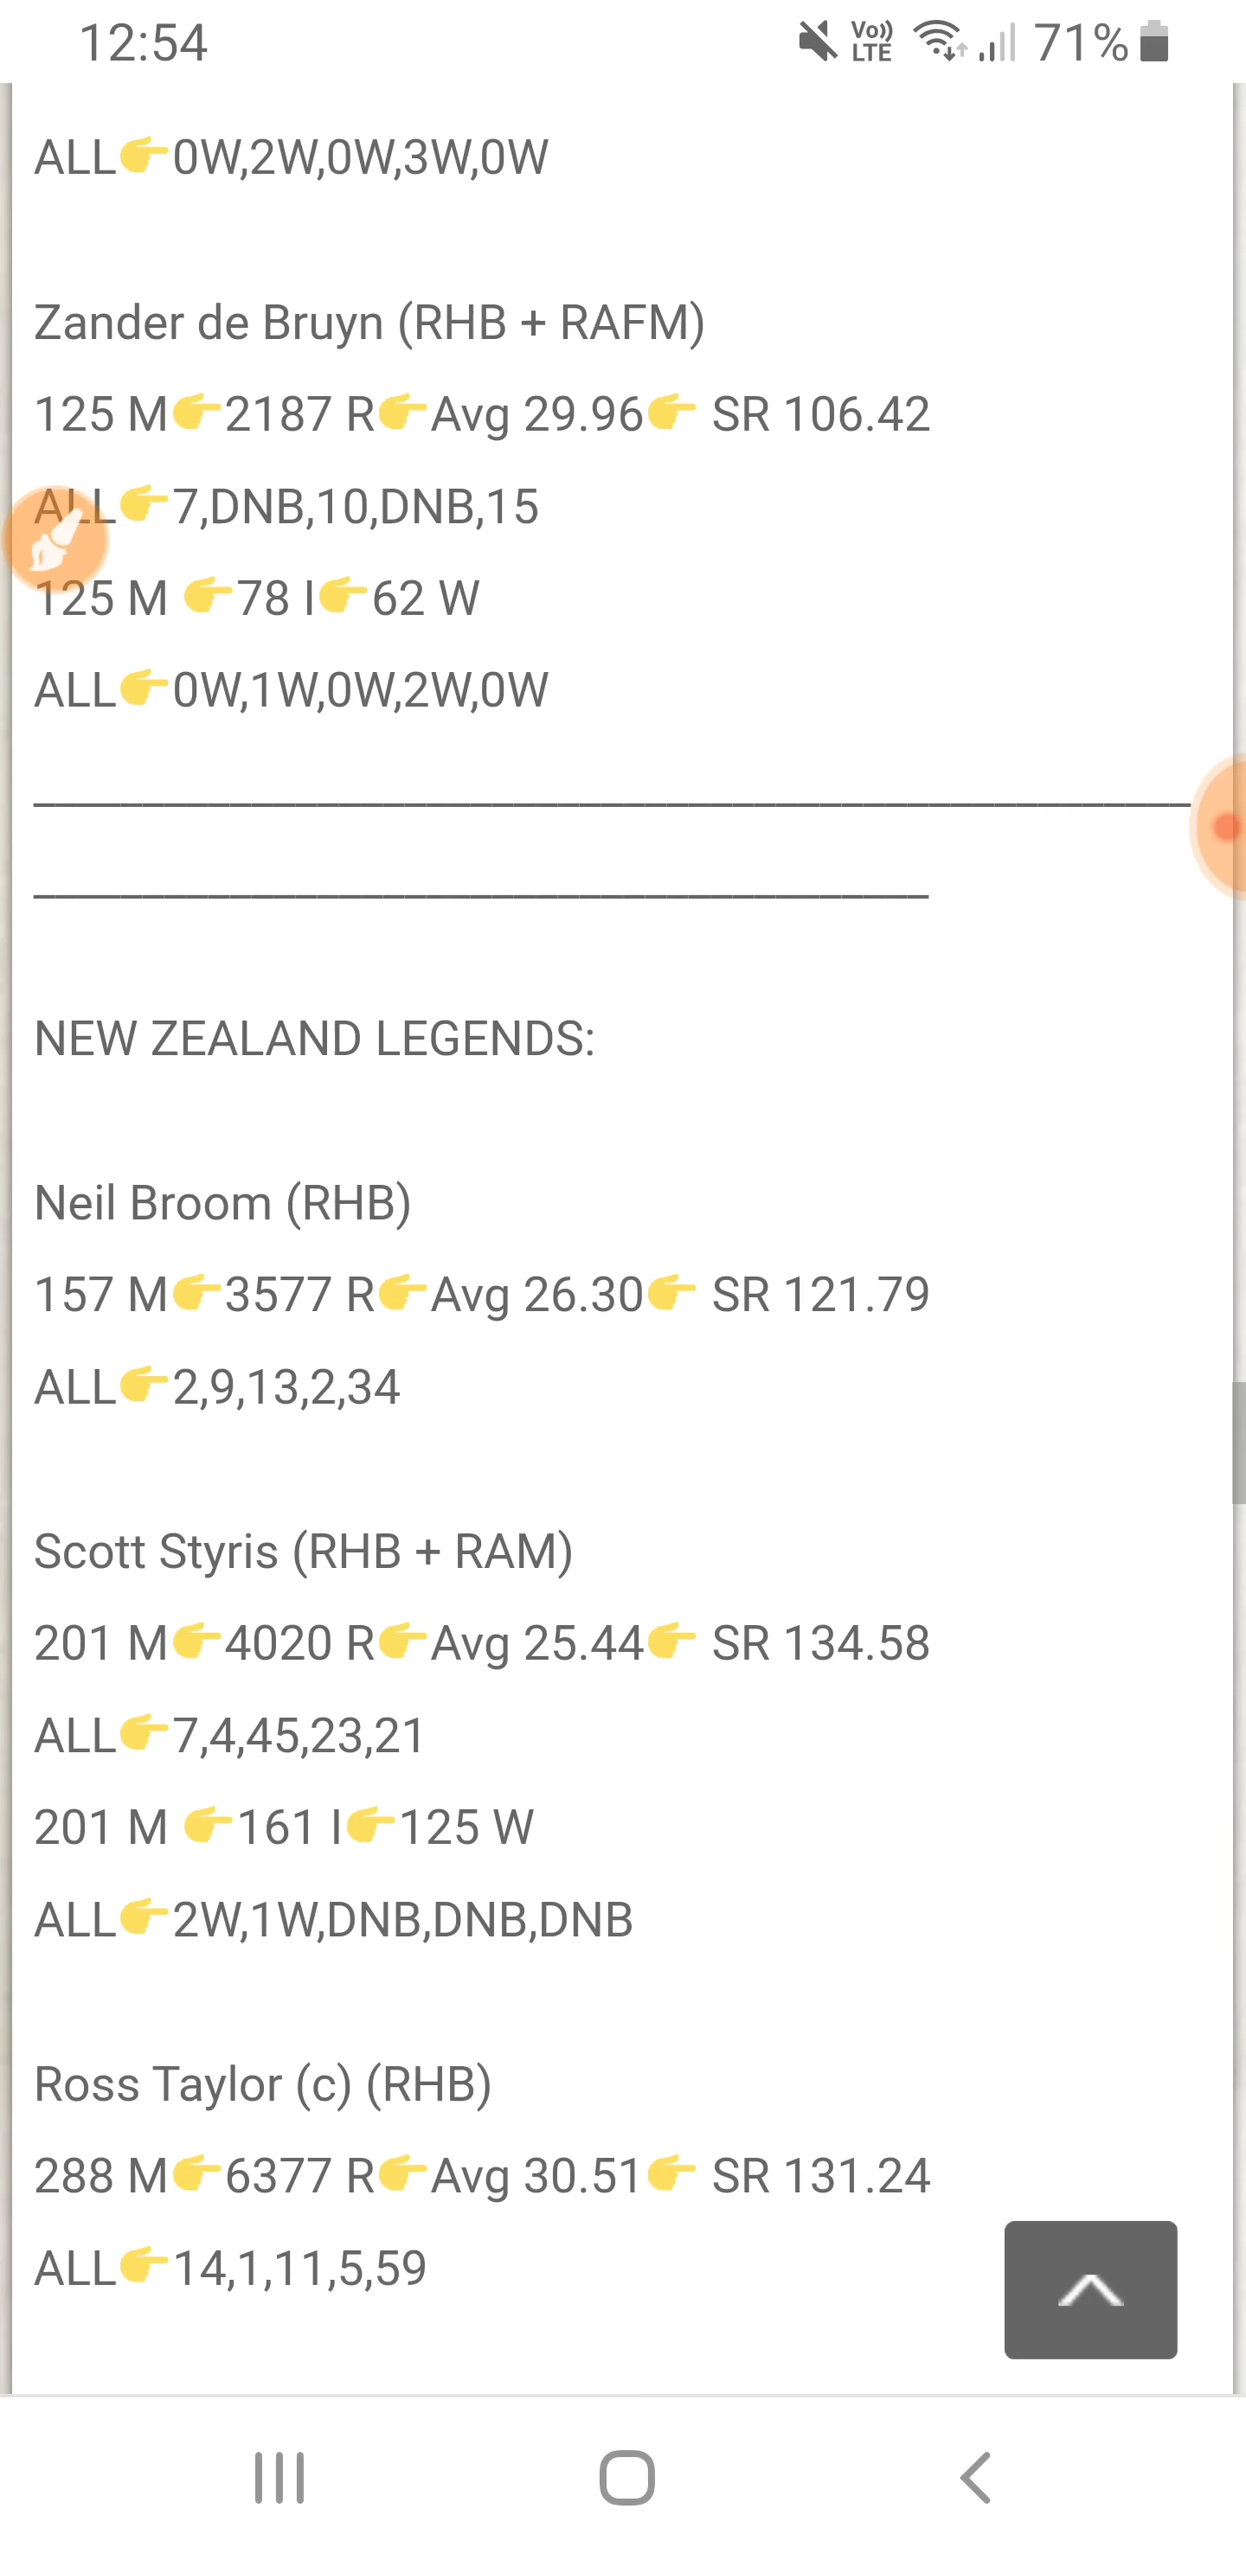 12:54
Vo)) LTE 71%
ALL👉0W,2W,0W,3W,0W
Zander de Bruyn (RHB + RAFM)
125 M👉2187 R👉Avg 29.96👉 SR 106.42
ALL👉7,DNB,10,DNB,15
125 M 👉78 I👉62 W
ALL👉0W,1W,0W,2W,0W
NEW ZEALAND LEGENDS:
Neil Broom (RHB)
157 M👉3577 R👉Avg 26.30👉 SR 121.79
ALL👉2,9,13,2,34
Scott Styris (RHB + RAM)
201 M👉4020 R👉Avg 25.44👉 SR 134.58
ALL👉7,4,45,23,21
201 M 👉161 I👉125 W
ALL👉2W,1W,DNB,DNB,DNB
Ross Taylor (c) (RHB)
288 M👉6377 R👉Avg 30.51👉 SR 131.24
ALL👉14,1,11,5,59